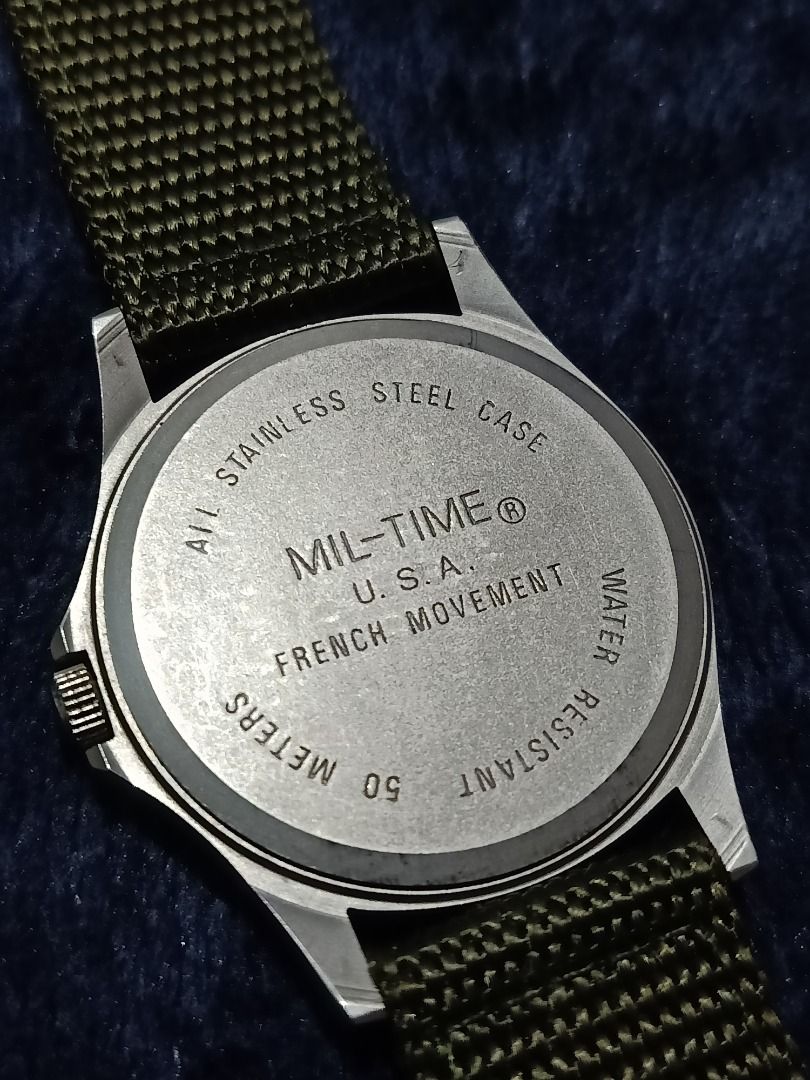 ALL STAINLESS STEEL CASE
MIL-TIME®
U.S.A.
FRENCH MOVEMENT
WATER RESISTANT 50 METERS